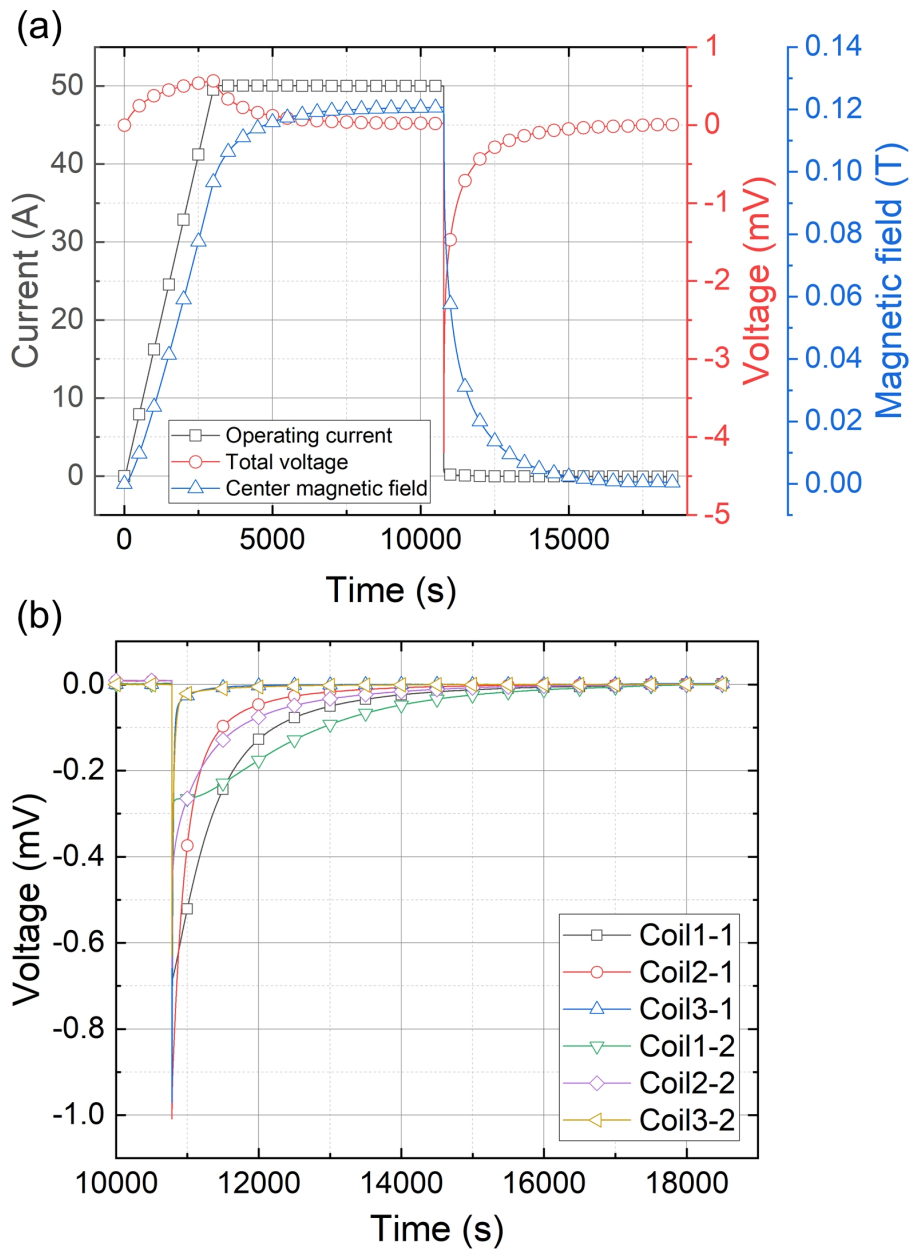 (a)
50
40
30
20
10
0
Current (A)
1
0
-1
-2
-3
-4
-5
Voltage (mV)
0.14
0.12
0.10
0.08
0.06
0.04
0.02
0.00
Magnetic field (T)
Operating current
Total voltage
Center magnetic field
0 5000 10000 15000
Time (s)
(b)
0.0
-0.2
-0.4
-0.6
-0.8
-1.0
Voltage (mV)
Coil1-1
Coil2-1
Coil3-1
Coil1-2
Coil2-2
Coil3-2
10000 12000 14000 16000 18000
Time (s)